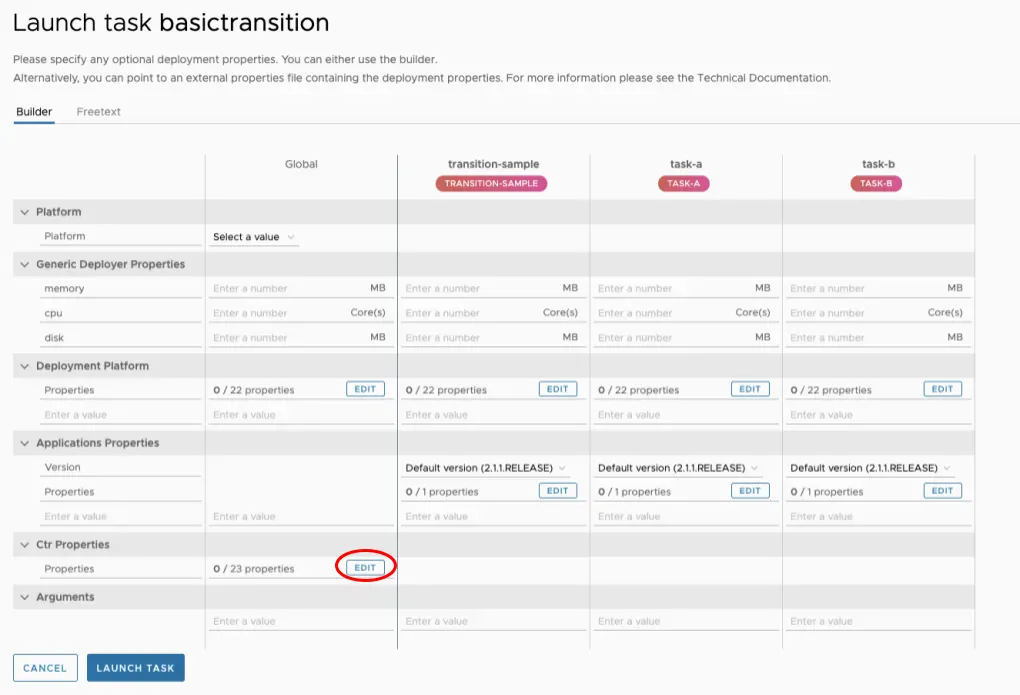 Launch task basictransition
Please specify any optional deployment properties. You can either use the builder.
Alternatively, you can point to an external properties file containing the deployment properties. For more information please see the Technical Documentation.
Builder Freetext
Global transition-sample task-a task-b
TRANSITION-SAMPLE TASK-A TASK-B
Platform
Platform Select a value
Generic Deployer Properties
memory Enter a number MB Enter a number MB Enter a number MB Enter a number MB
cpu Enter a number Core(s) Enter a number Core(s) Enter a number Core(s) Enter a number Core(s)
disk Enter a number MB Enter a number MB Enter a number MB Enter a number MB
Deployment Platform
Properties 0 / 22 properties EDIT 0 / 22 properties EDIT 0 / 22 properties EDIT 0 / 22 properties EDIT
Enter a value Enter a value Enter a value Enter a value Enter a value
Applications Properties
Version Default version (2.1.1.RELEASE) Default version (2.1.1.RELEASE) Default version (2.1.1.RELEASE)
Properties 0 / 1 properties EDIT 0 / 1 properties EDIT 0 / 1 properties EDIT
Enter a value Enter a value Enter a value Enter a value Enter a value
Ctr Properties
Properties 0 / 23 properties EDIT
Arguments
Enter a value Enter a value Enter a value Enter a value
CANCEL LAUNCH TASK